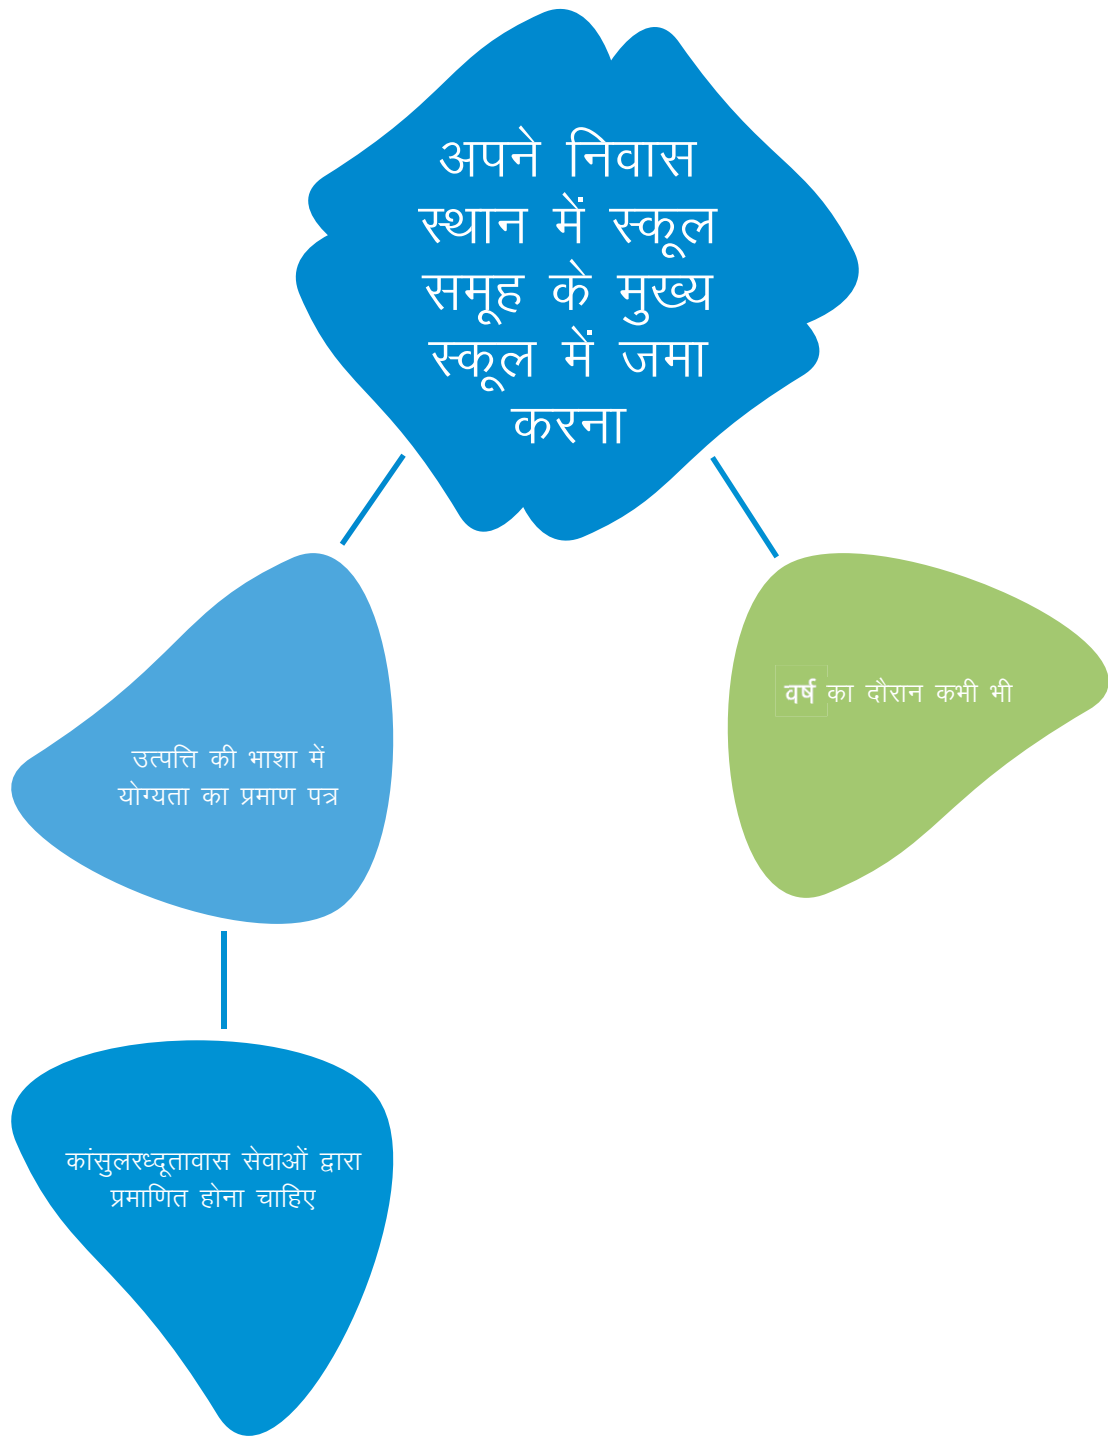 अपने निवास
स्थान में स्कूल
समूह के मुख्य
स्कूल में जमा
करना
उत्पत्ति की भाशा में
योग्यता का प्रमाण पत्र
वर्ष का दौरान कभी भी
कांसुलरध्दूतावास सेवाओं द्वारा
प्रमाणित होना चाहिए